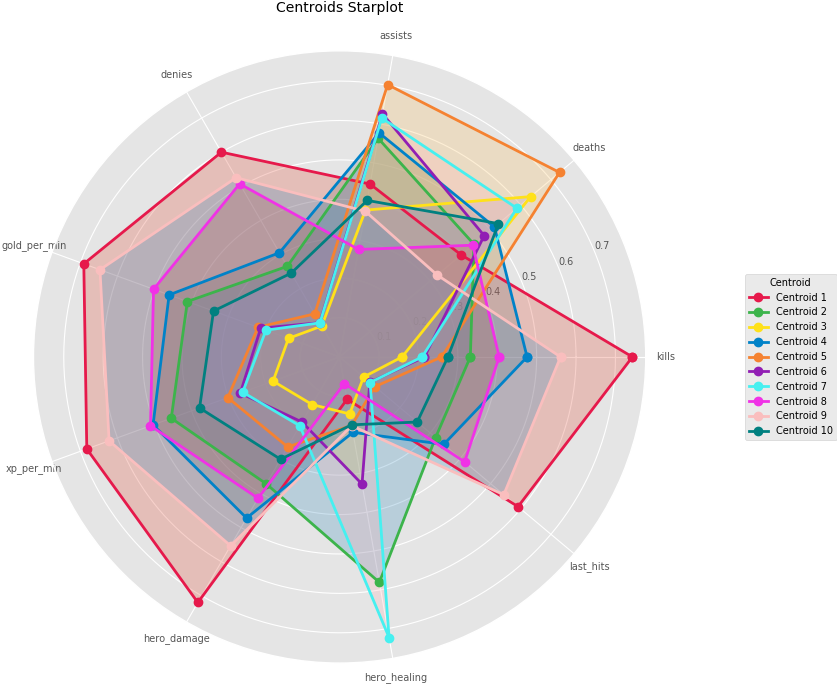 Centroids Starplot
assists
denies
deaths
gold_per_min
0.7
0.6
0.5
0.4
kills
xp_per_min
last_hits
hero_damage
hero_healing
Centroid
Centroid 1
Centroid 2
Centroid 3
Centroid 4
Centroid 5
Centroid 6
Centroid 7
Centroid 8
Centroid 9
Centroid 10